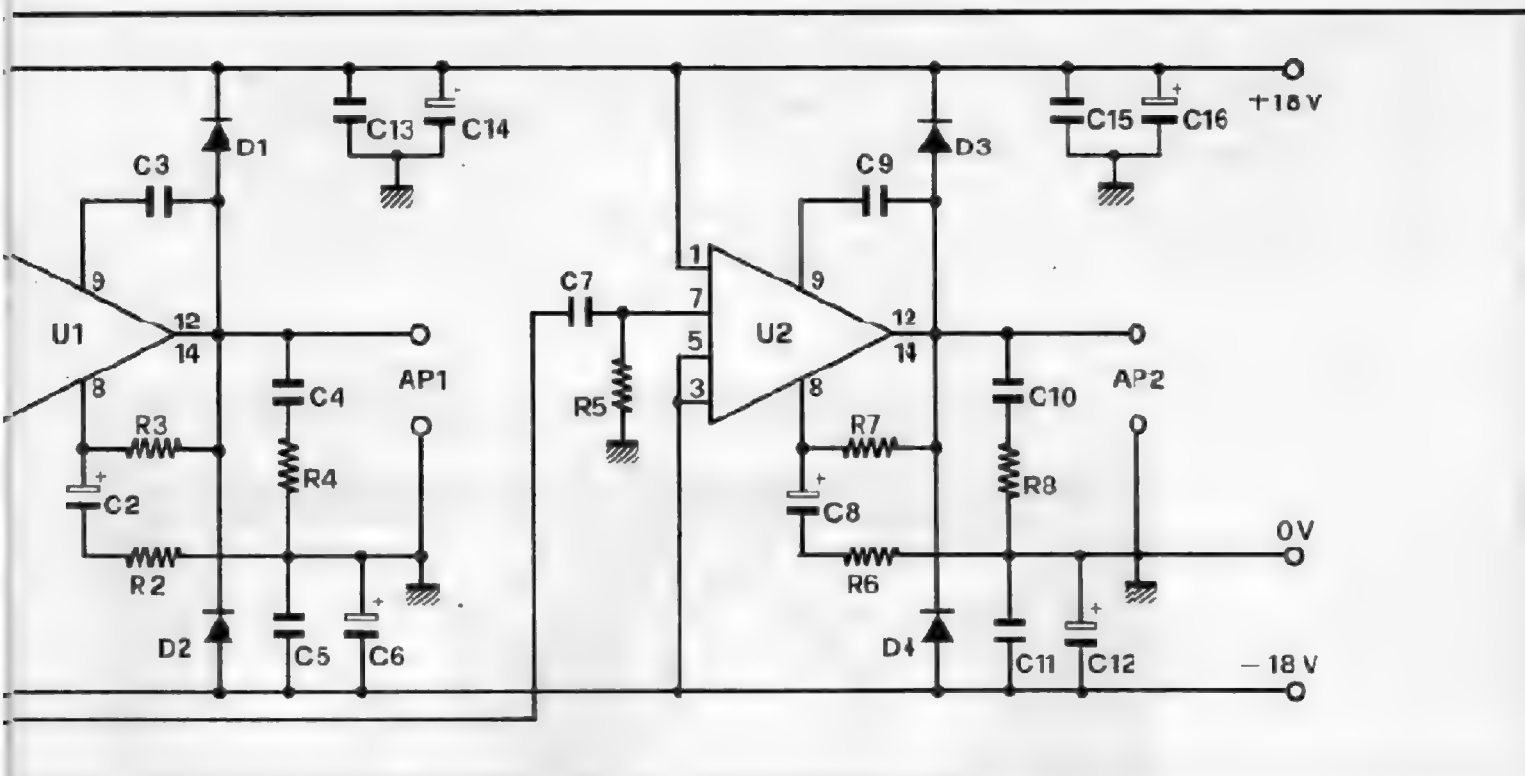 +18 V
C13
C14
C15
C16
D1
D3
C3
C9
9
9
1
C7
7
U1
12
14
U2
12
14
5
AP1
AP2
8
C4
3
8
C10
R5
R3
R7
+
R4
+
R8
C2
C8
0V
R2
R6
+
+
D2
C5
C6
D4
C11
C12
− 18 V